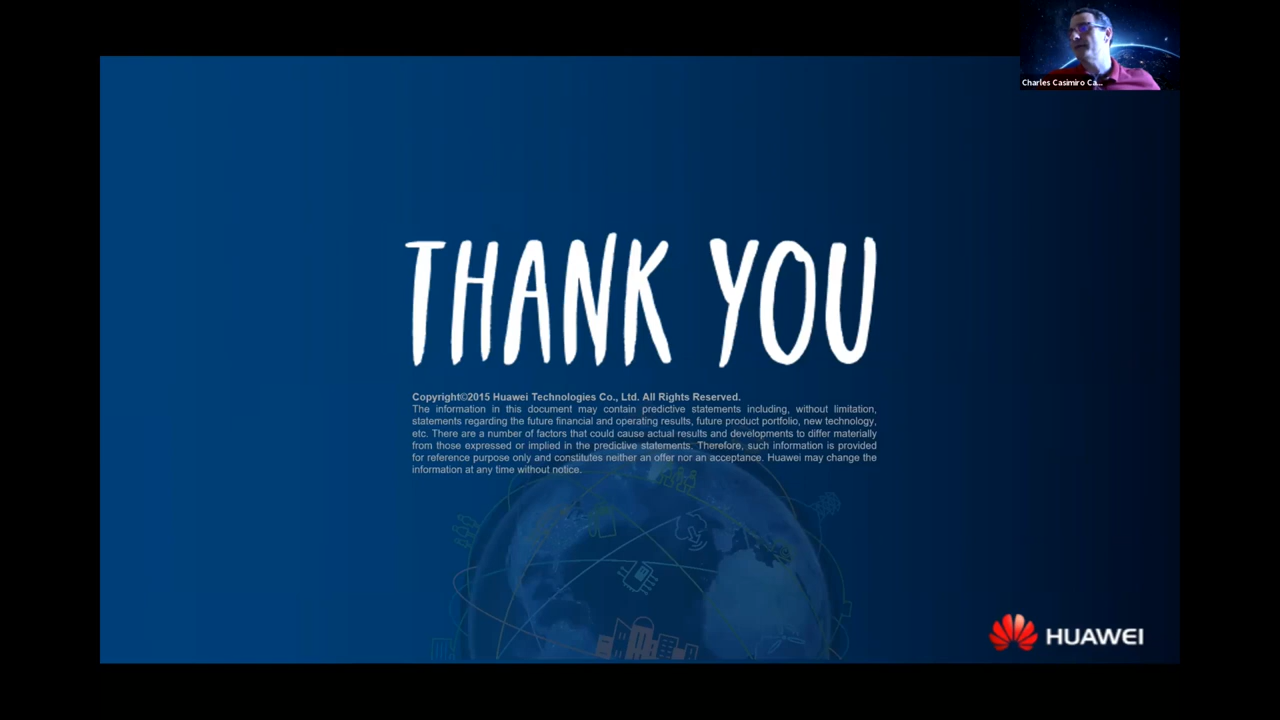 Charles Casimiro Ca...
THANK YOU
Copyright©2015 Huawei Technologies Co., Ltd. All Rights Reserved.
The information in this document may contain predictive statements including, without limitation,
statements regarding the future financial and operating results, future product portfolio, new technology,
etc. There are a number of factors that could cause actual results and developments to differ materially
from those expressed or implied in the predictive statements. Therefore, such information is provided
for reference purpose only and constitutes neither an offer nor an acceptance. Huawei may change the
information at any time without notice.
HUAWEI